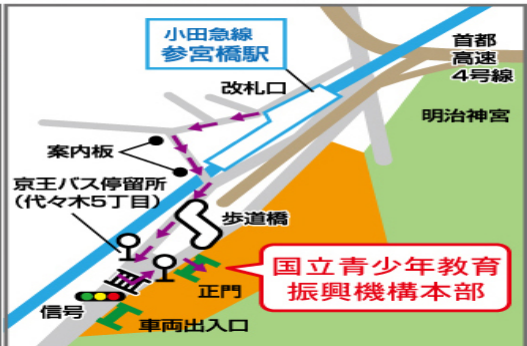 小田急線
参宮橋駅
首都
高速
4号線
改札口
明治神宮
案内板
京王バス停留所
(代々木5丁目)
歩道橋
国立青少年教育
振興機構本部
正門
信号
車両出入口